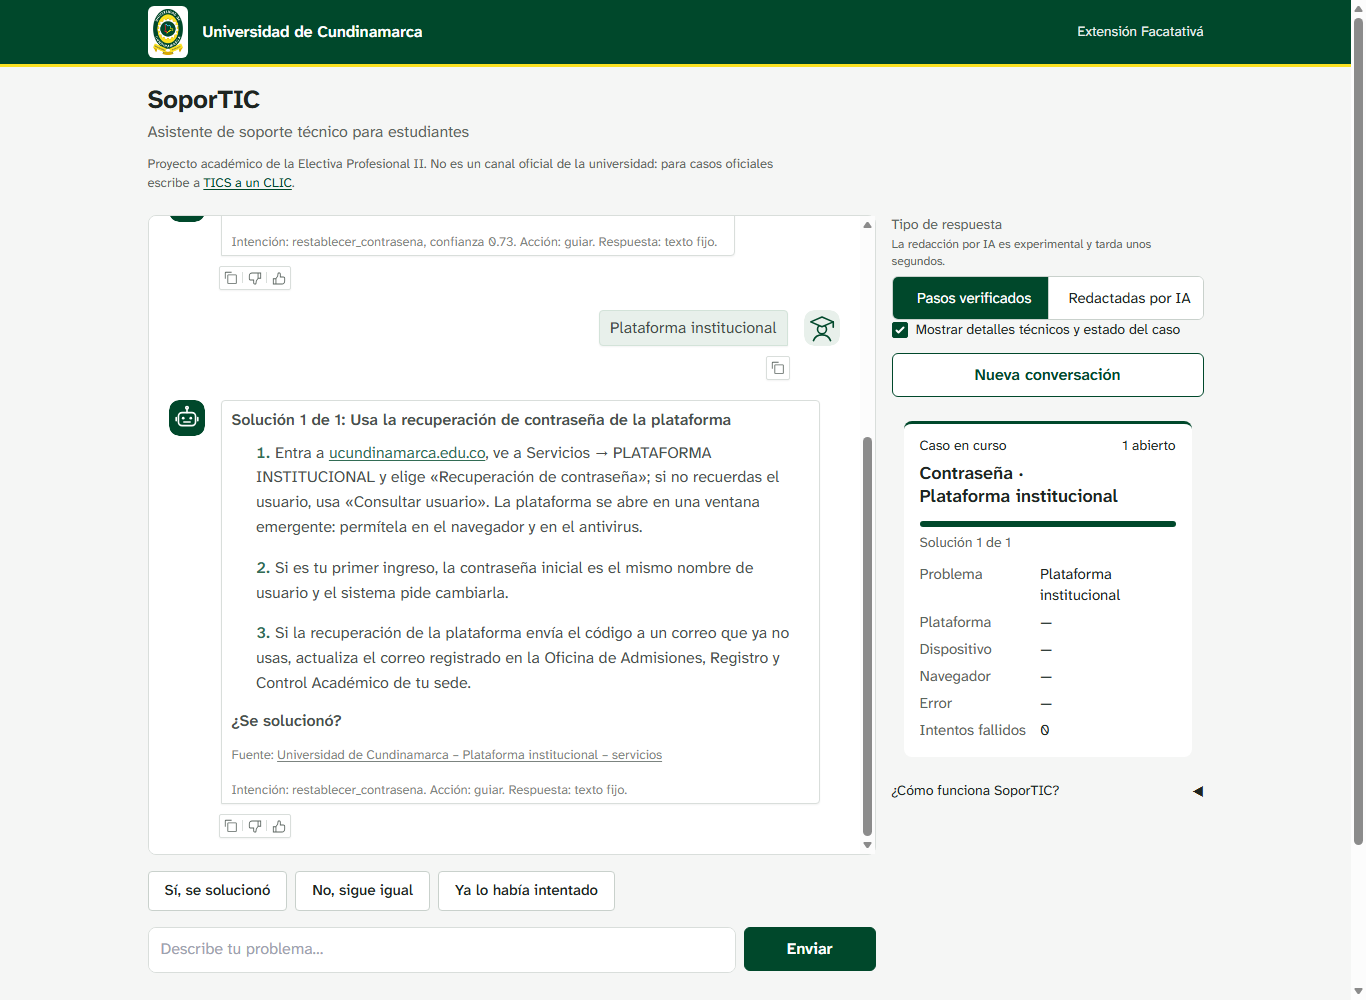 Universidad de Cundinamarca
Extensión Facatativá
SoporTIC
Asistente de soporte técnico para estudiantes
Proyecto académico de la Electiva Profesional II. No es un canal oficial de la universidad: para casos oficiales
escribe a TICS a un CLIC.
Intención: restablecer_contrasena, confianza 0.73. Acción: guiar. Respuesta: texto fijo.
Plataforma institucional
Solución 1 de 1: Usa la recuperación de contraseña de la plataforma
1. Entra a ucundinamarca.edu.co, ve a Servicios → PLATAFORMA
INSTITUCIONAL y elige «Recuperación de contraseña»; si no recuerdas el
usuario, usa «Consultar usuario». La plataforma se abre en una ventana
emergente: permítela en el navegador y en el antivirus.
2. Si es tu primer ingreso, la contraseña inicial es el mismo nombre de
usuario y el sistema pide cambiarla.
3. Si la recuperación de la plataforma envía el código a un correo que ya no
usas, actualiza el correo registrado en la Oficina de Admisiones, Registro y
Control Académico de tu sede.
¿Se solucionó?
Fuente: Universidad de Cundinamarca – Plataforma institucional – servicios
Intención: restablecer_contrasena. Acción: guiar. Respuesta: texto fijo.
Sí, se solucionó
No, sigue igual
Ya lo había intentado
Describe tu problema...
Enviar
Tipo de respuesta
La redacción por IA es experimental y tarda unos
segundos.
Pasos verificados
Redactadas por IA
Mostrar detalles técnicos y estado del caso
Nueva conversación
Caso en curso
1 abierto
Contraseña ·
Plataforma institucional
Solución 1 de 1
Problema Plataforma
institucional
Plataforma —
Dispositivo —
Navegador —
Error —
Intentos fallidos 0
¿Cómo funciona SoporTIC?